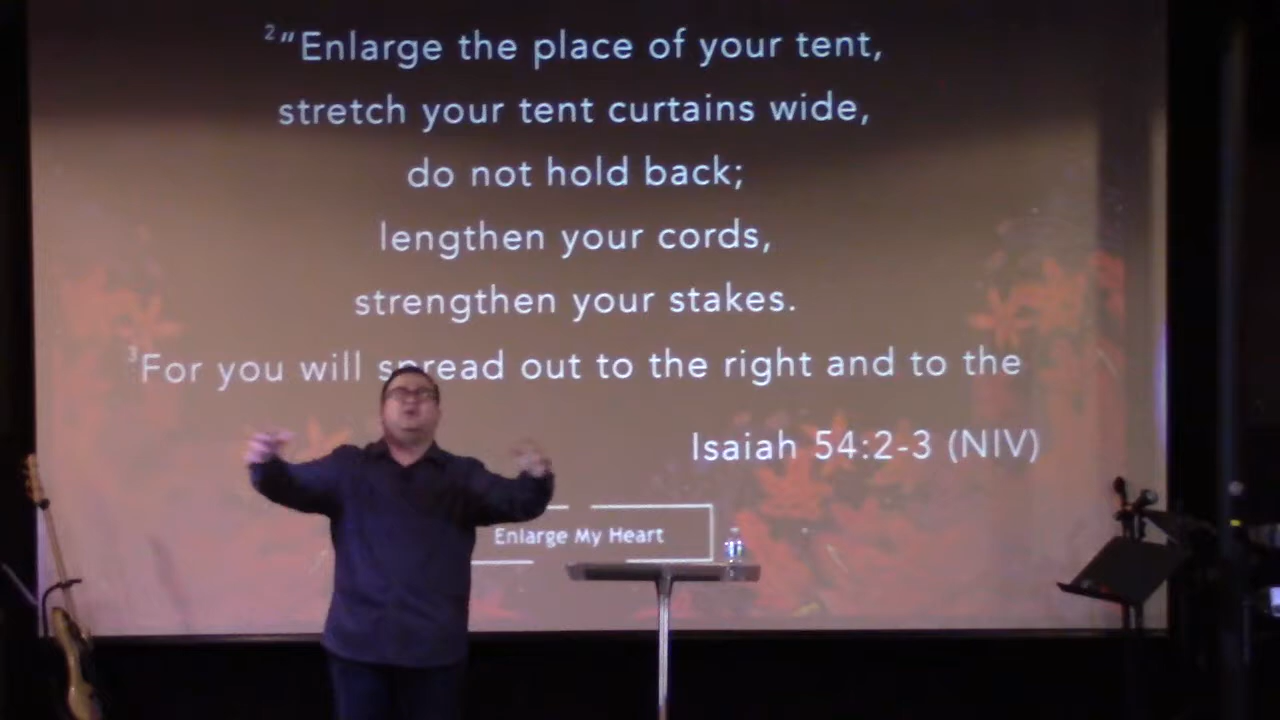 2 "Enlarge the place of your tent,
stretch your tent curtains wide,
do not hold back;
lengthen your cords,
strengthen your stakes.
3 For you will spread out to the right and to the
Isaiah 54:2-3 (NIV)
Enlarge My Heart